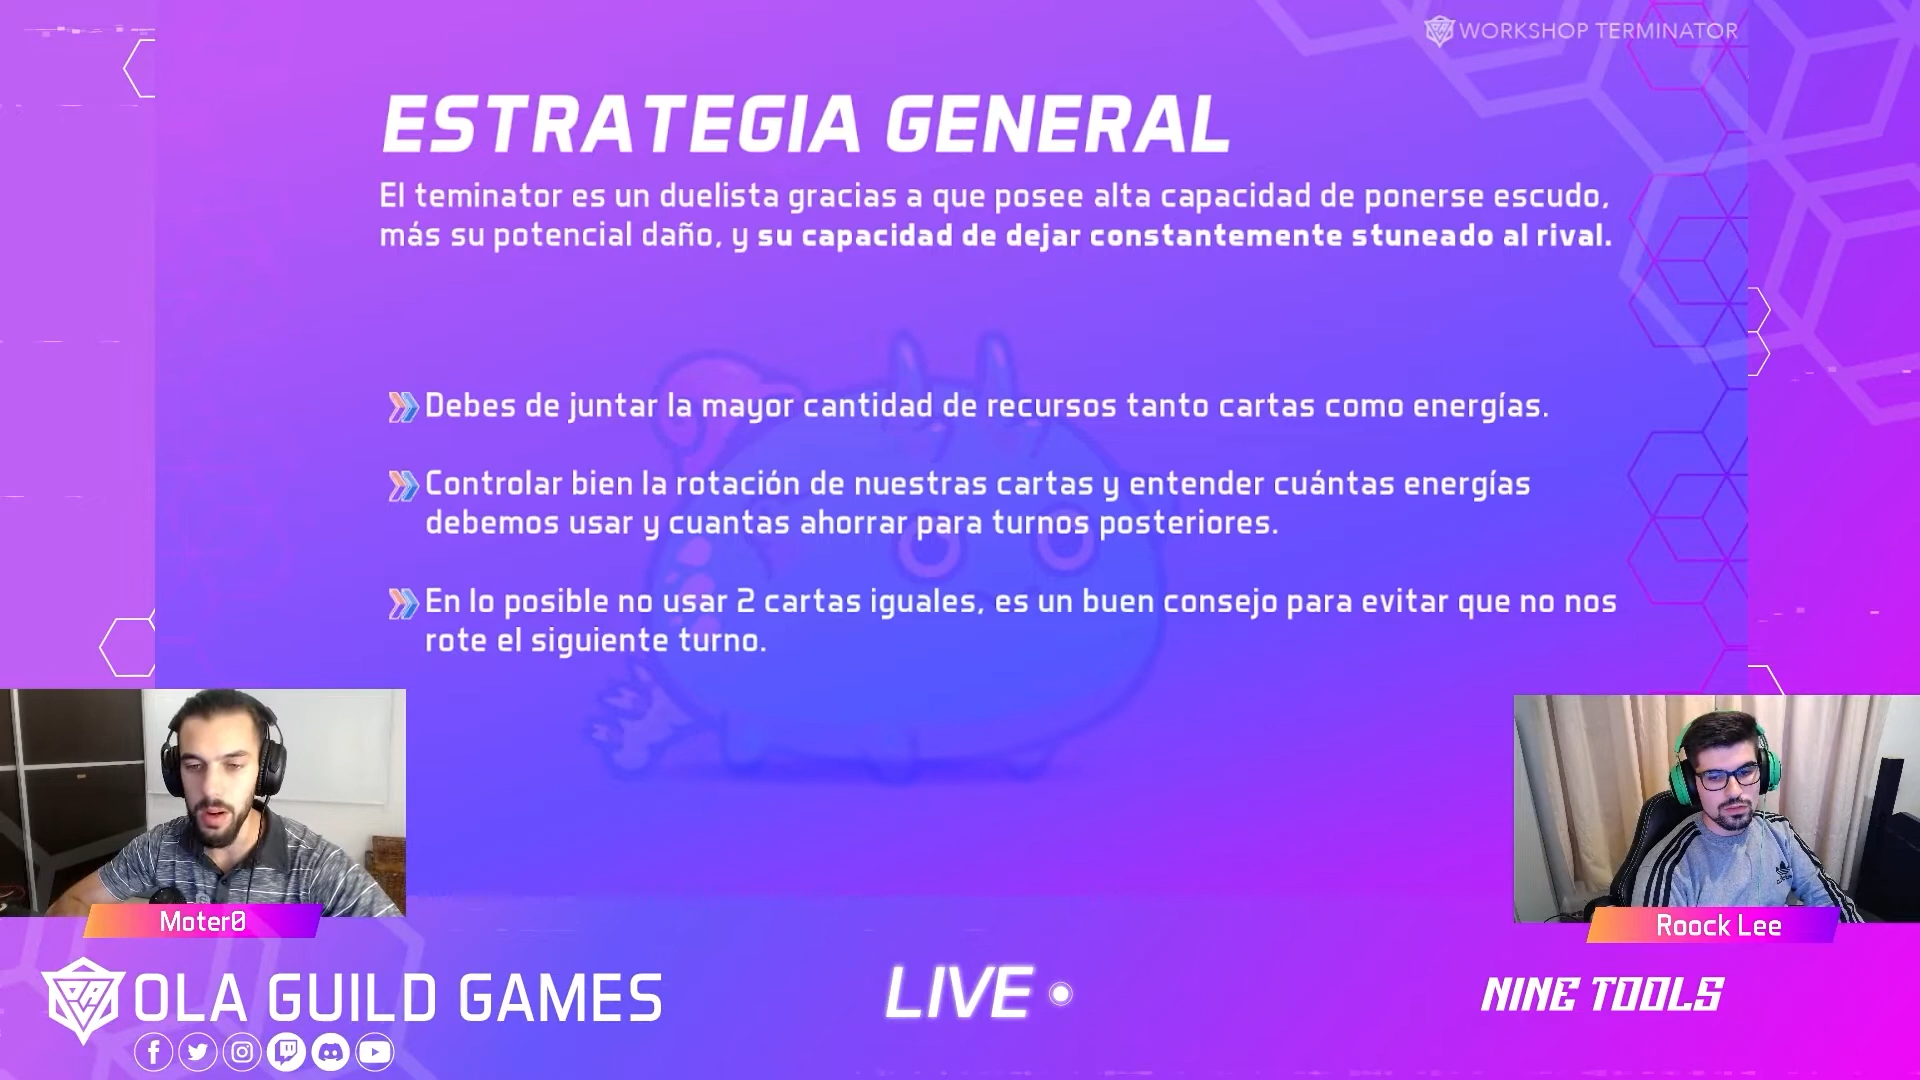 WORKSHOP TERMINATOR
ESTRATEGIA GENERAL
El teminator es un duelista gracias a que posee alta capacidad de ponerse escudo,
más su potencial daño, y su capacidad de dejar constantemente stuneado al rival.
Debes de juntar la mayor cantidad de recursos tanto cartas como energías.
Controlar bien la rotación de nuestras cartas y entender cuántas energías
debemos usar y cuantas ahorrar para turnos posteriores.
En lo posible no usar 2 cartas iguales, es un buen consejo para evitar que no nos
rote el siguiente turno.
Moter0
Roock Lee
OLA GUILD GAMES
LIVE
NINE TOOLS